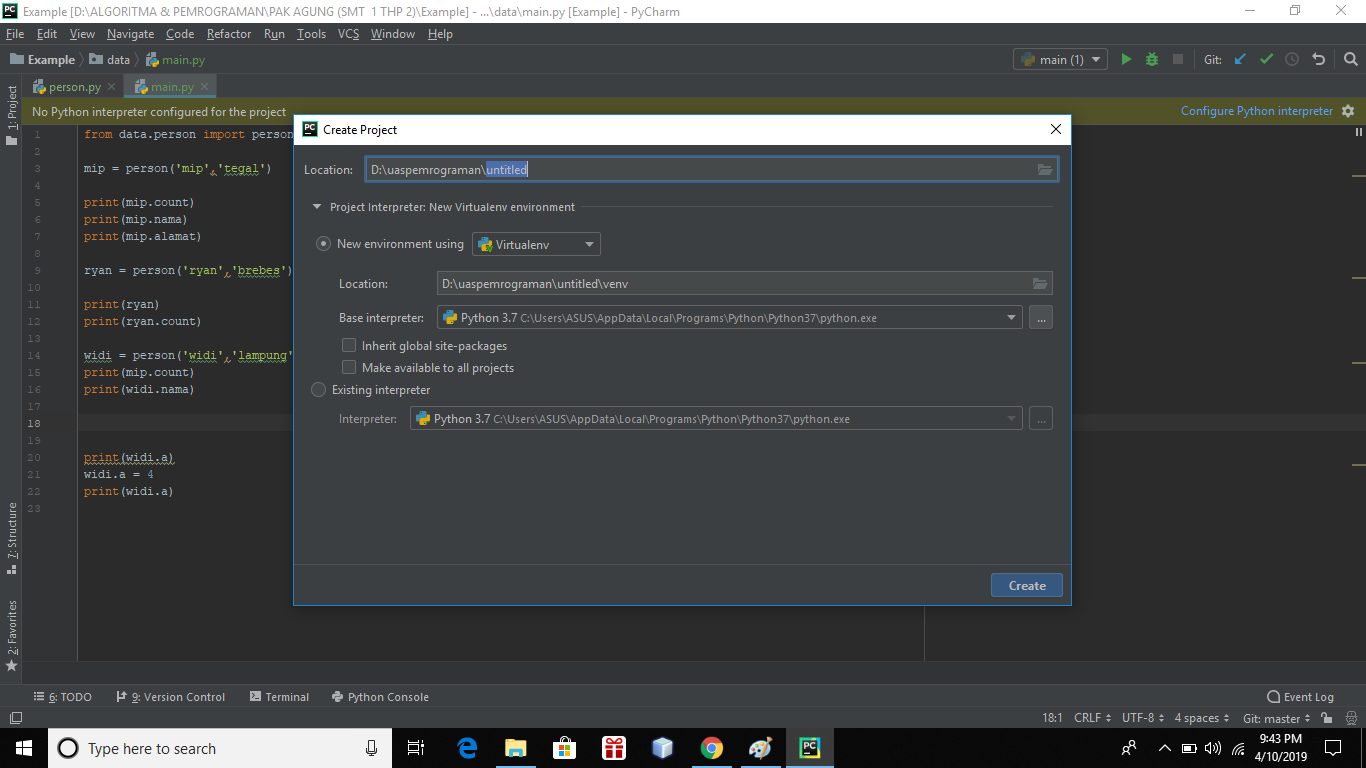 Example [D:\ALGORITMA & PEMROGRAMAN\PAK AGUNG (SMT  1 THP 2)\Example] - ...\data\main.py [Example] - PyCharm
File Edit View Navigate Code Refactor Run Tools VCS Window Help
Example data main.py main (1) Git:
person.py main.py
No Python interpreter configured for the project Configure Python interpreter
1: Project
7: Structure
2: Favorites
1 from data.person import person
2
3 mip = person('mip','tegal')
4
5 print(mip.count)
6 print(mip.nama)
7 print(mip.alamat)
8
9 ryan = person('ryan','brebes')
10
11 print(ryan)
12 print(ryan.count)
13
14 widi = person('widi','lampung'
15 print(mip.count)
16 print(widi.nama)
17
18
19
20 print(widi.a)
21 widi.a = 4
22 print(widi.a)
23
PC Create Project
Location: D:\uaspemrograman\untitled
Project Interpreter: New Virtualenv environment
New environment using Virtualenv
Location: D:\uaspemrograman\untitled\venv
Base interpreter: Python 3.7 C:\Users\ASUS\AppData\Local\Programs\Python\Python37\python.exe ...
Inherit global site-packages
Make available to all projects
Existing interpreter
Interpreter: Python 3.7 C:\Users\ASUS\AppData\Local\Programs\Python\Python37\python.exe ...
Create
6: TODO 9: Version Control Terminal Python Console Event Log
18:1 CRLF UTF-8 4 spaces Git: master
Type here to search
PC
9:43 PM
4/10/2019